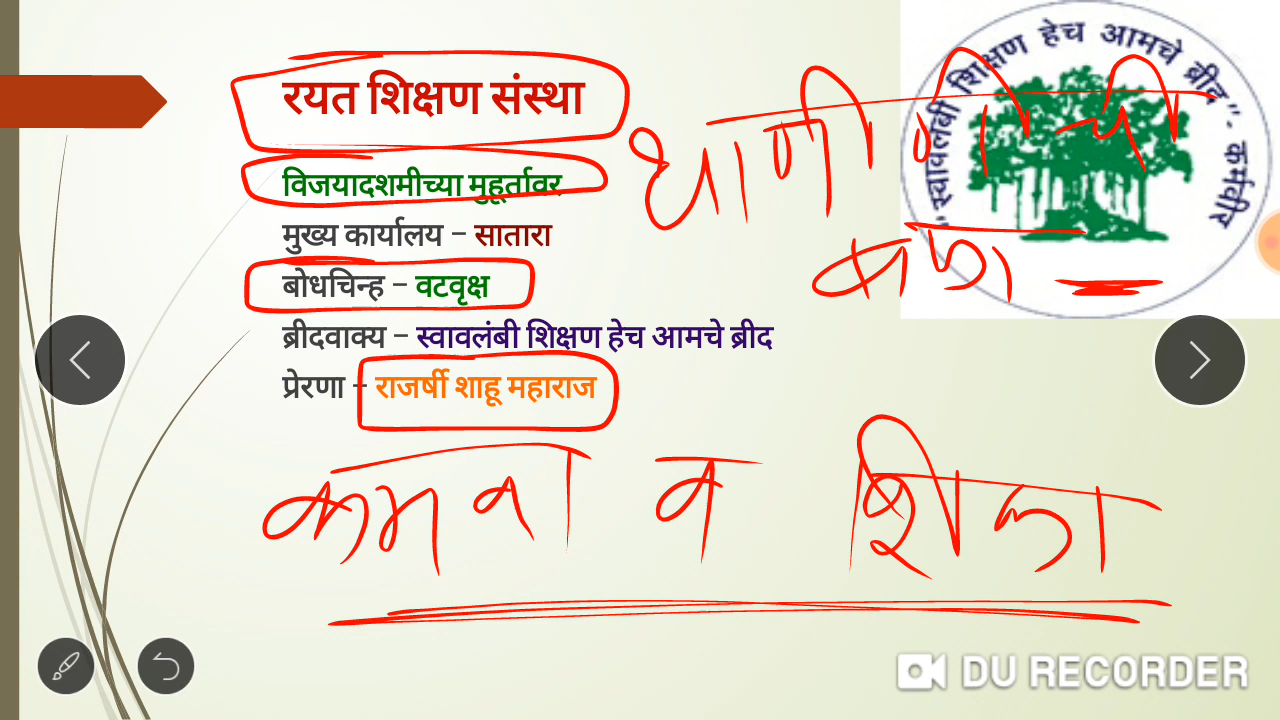 रयत शिक्षण संस्था
विजयादशमीच्या मुहूर्तावर
मुख्य कार्यालय – सातारा
बोधचिन्ह – वटवृक्ष
ब्रीदवाक्य – स्वावलंबी शिक्षण हेच आमचे ब्रीद
प्रेरणा – राजर्षी शाहू महाराज
"स्वावलंबी शिक्षण हेच आमचे ब्रीद"- कर्मवीर
कमवा व शिका
DU RECORDER